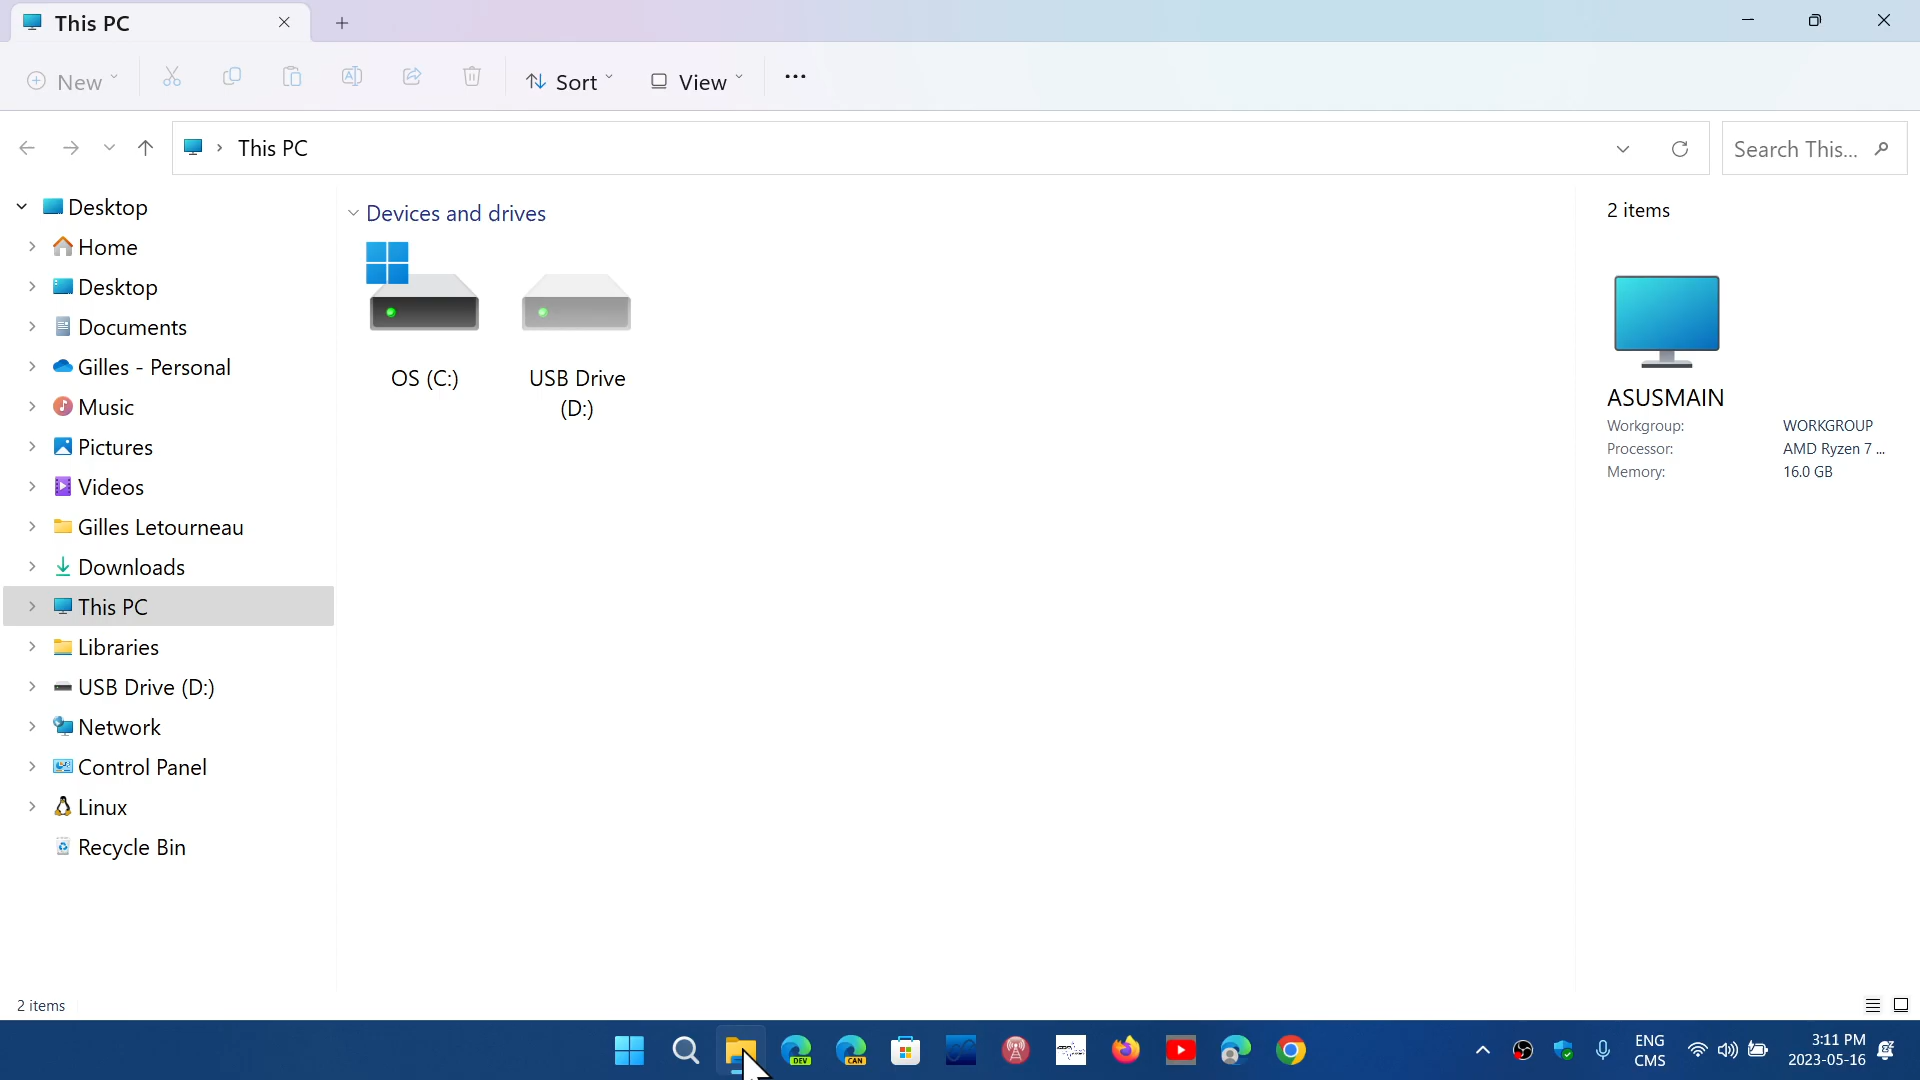 This PC
New
Sort
View
This PC
Search This...
Desktop
Home
Desktop
Documents
Gilles - Personal
Music
Pictures
Videos
Gilles Letourneau
Downloads
This PC
Libraries
USB Drive (D:)
Network
Control Panel
Linux
Recycle Bin
Devices and drives
OS (C:)
USB Drive
(D:)
2 items
ASUSMAIN
Workgroup: WORKGROUP
Processor: AMD Ryzen 7 ...
Memory: 16.0 GB
2 items
DEV
CAN
ENG
CMS
3:11 PM
2023-05-16